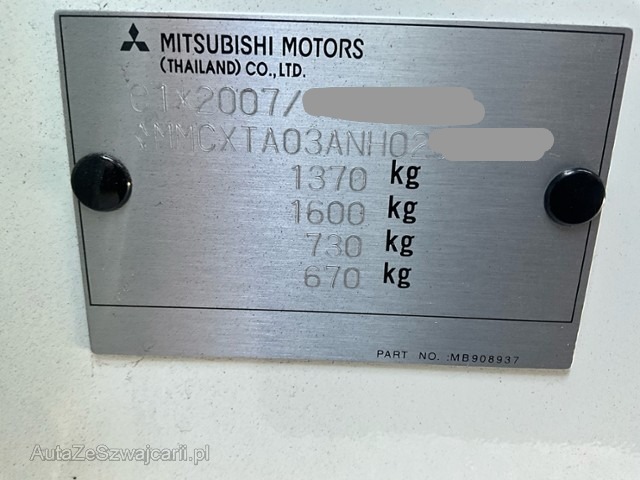 MITSUBISHI MOTORS
(THAILAND) CO., LTD.
e1*2007/
*MMCXTA03ANH02
1370 kg
1600 kg
730 kg
670 kg
PART NO. :MB908937
AutaZeSzwajcarii.pl